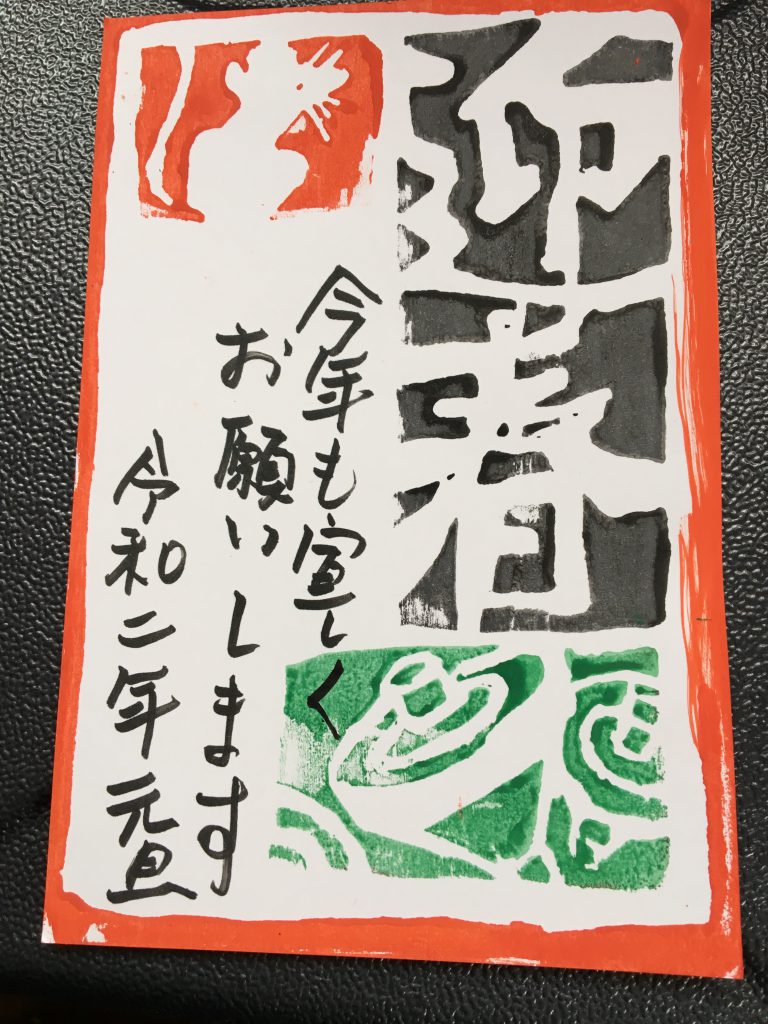 迎春
今年も宜しく
お願いします
令和二年元旦